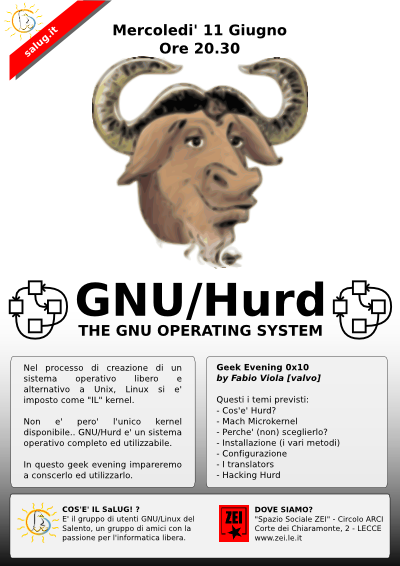 salug.it
Mercoledi' 11 Giugno
Ore 20.30
GNU/Hurd
THE GNU OPERATING SYSTEM
Nel processo di creazione di un
sistema operativo libero e
alternativo a Unix, Linux si e'
imposto come "IL" kernel.
Non e' pero' l'unico kernel
disponibile.. GNU/Hurd e' un sistema
operativo completo ed utilizzabile.
In questo geek evening impareremo
a conscerlo ed utilizzarlo.
Geek Evening 0x10
by Fabio Viola [valvo]
Questi i temi previsti:
- Cos'e' Hurd?
- Mach Microkernel
- Perche' (non) sceglierlo?
- Installazione (i vari metodi)
- Configurazione
- I translators
- Hacking Hurd
COS'E' IL SaLUG! ?
E' il gruppo di utenti GNU/Linux del
Salento, un gruppo di amici con la
passione per l'informatica libera.
ZEI
DOVE SIAMO?
"Spazio Sociale ZEI" - Circolo ARCI
Corte dei Chiaramonte, 2 - LECCE
www.zei.le.it